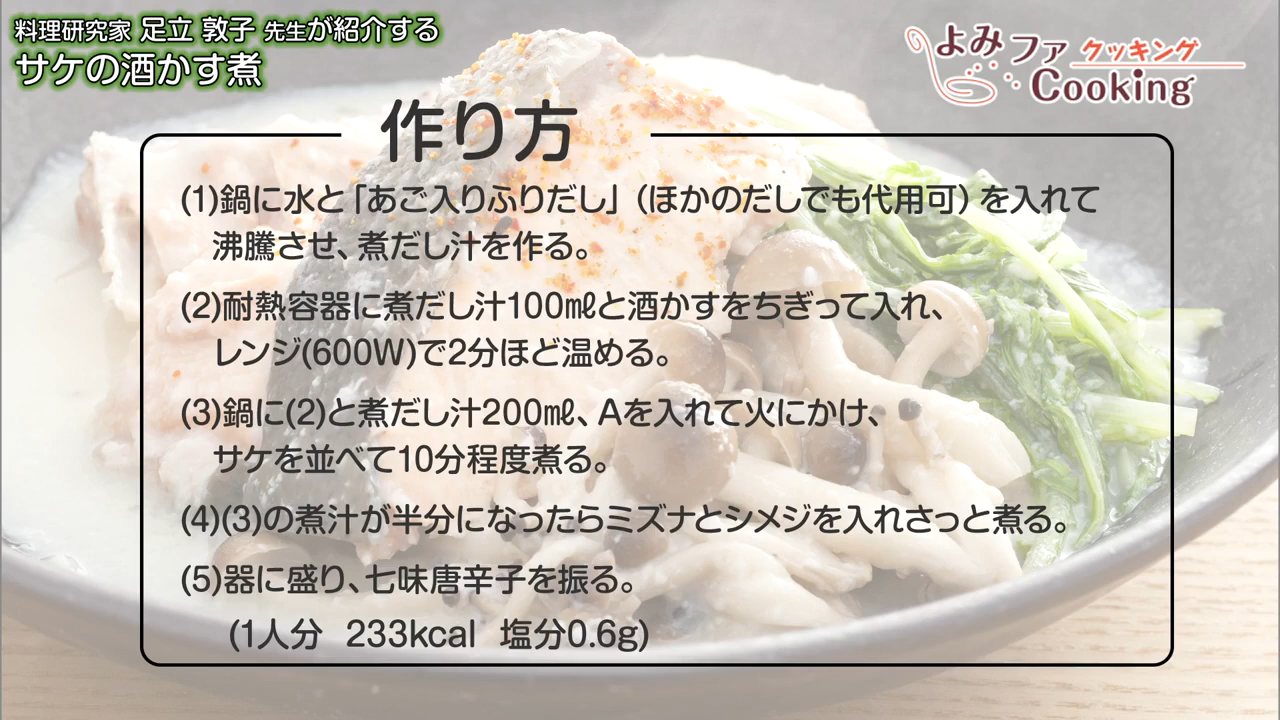 料理研究家 足立 敦子 先生が紹介する
サケの酒かす煮
よみファクッキング
Cooking
作り方
(1)鍋に水と「あご入りふりだし」（ほかのだしでも代用可）を入れて
沸騰させ、煮だし汁を作る。
(2)耐熱容器に煮だし汁100㎖と酒かすをちぎって入れ、
レンジ(600W)で2分ほど温める。
(3)鍋に(2)と煮だし汁200㎖、Aを入れて火にかけ、
サケを並べて10分程度煮る。
(4)(3)の煮汁が半分になったらミズナとシメジを入れさっと煮る。
(5)器に盛り、七味唐辛子を振る。
(1人分 233kcal 塩分0.6g)